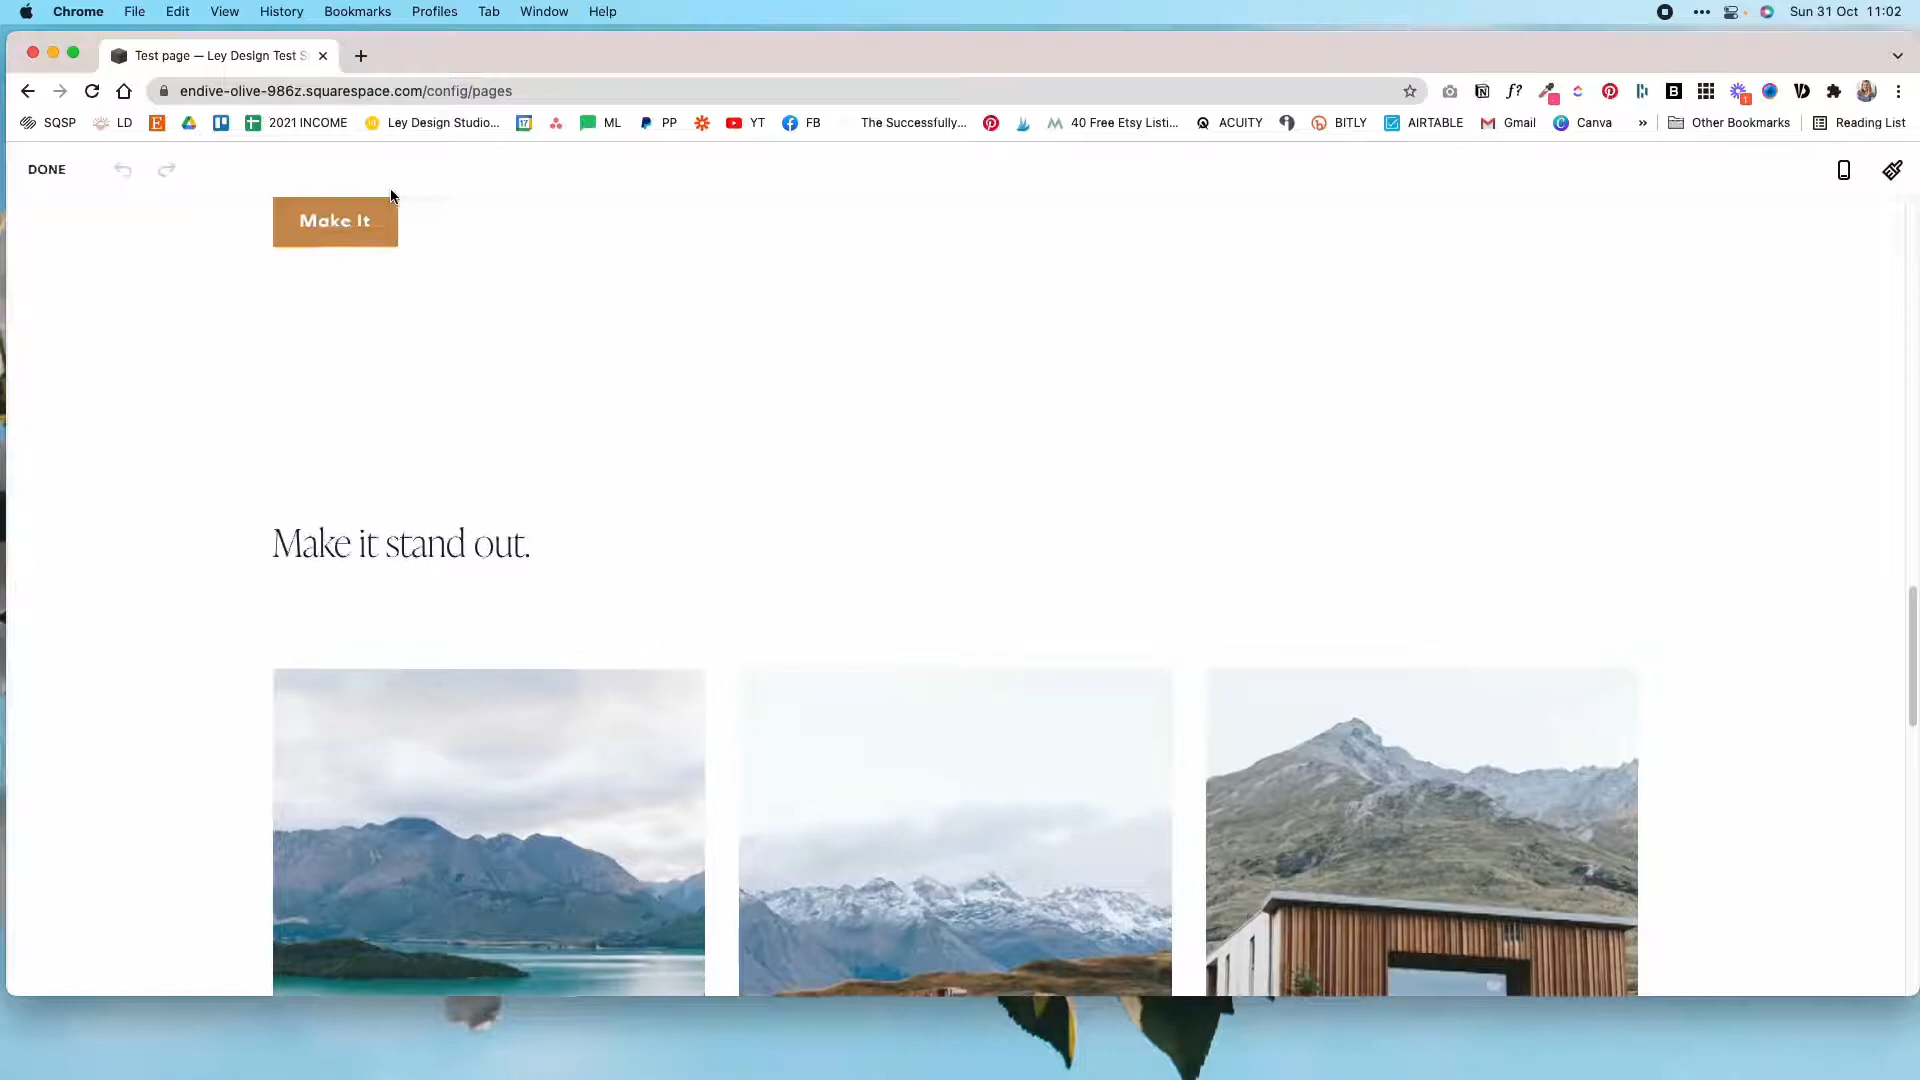 Chrome File Edit View History Bookmarks Profiles Tab Window Help Sun 31 Oct 11:02
Test page — Ley Design Test S
endive-olive-986z.squarespace.com/config/pages
f?
SQSP LD 2021 INCOME Ley Design Studio... 17 ML PP YT FB The Successfully... 40 Free Etsy Listi... ACUITY BITLY AIRTABLE Gmail Canva » Other Bookmarks Reading List
DONE
Make It
Make it stand out.